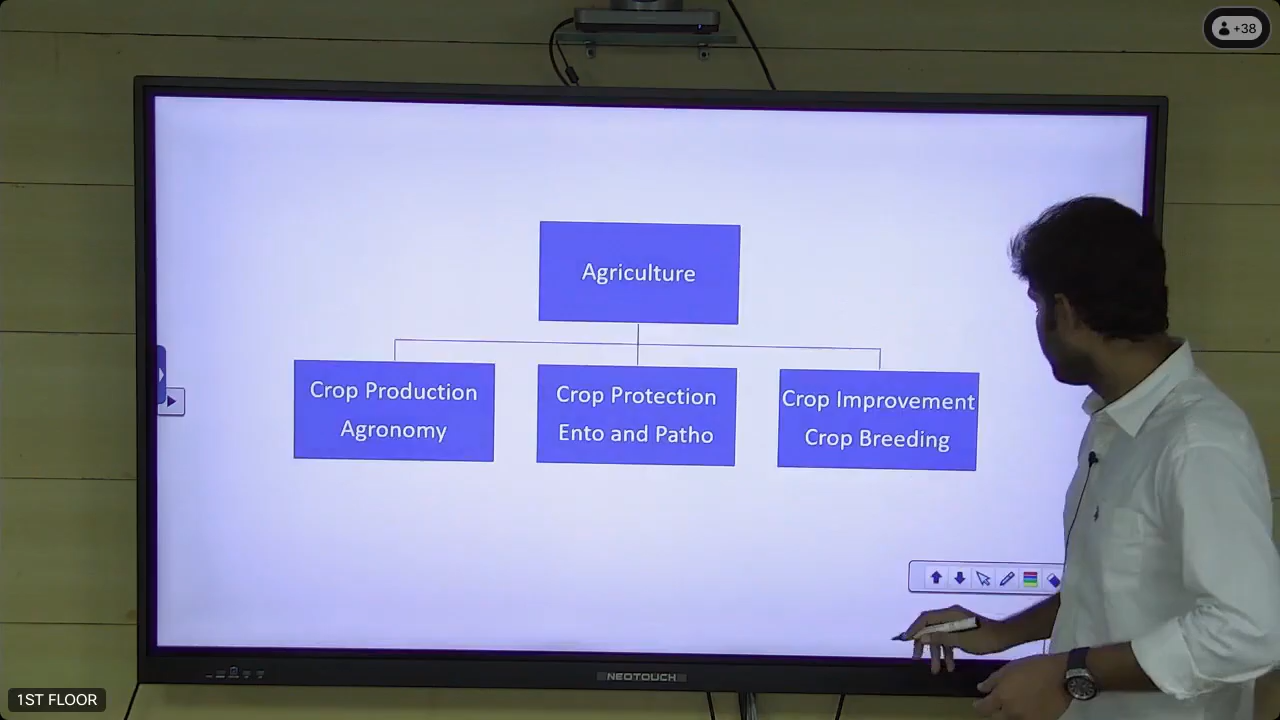 +38
Agriculture
Crop Production
Agronomy
Crop Protection
Ento and Patho
Crop Improvement
Crop Breeding
NEOTOUCH
1ST FLOOR